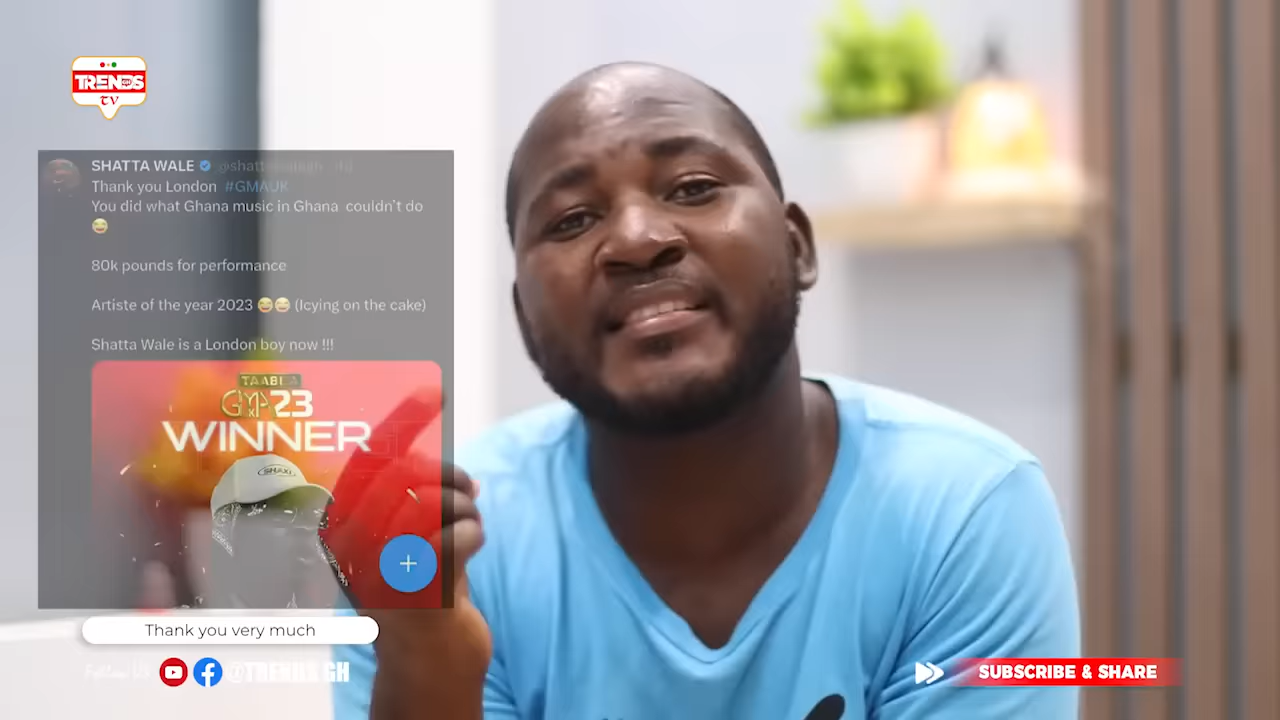 TRENDS
tv
SHATTA WALE
Thank you London #GMAUK
You did what Ghana music in Ghana couldn't do
😂
80k pounds for performance
Artiste of the year 2023 😂😂 (Icying on the cake)
Shatta Wale is a London boy now !!!
TAABEA
23
WINNER
+
Thank you very much
Follow Us
@TRENDS GH
SUBSCRIBE & SHARE